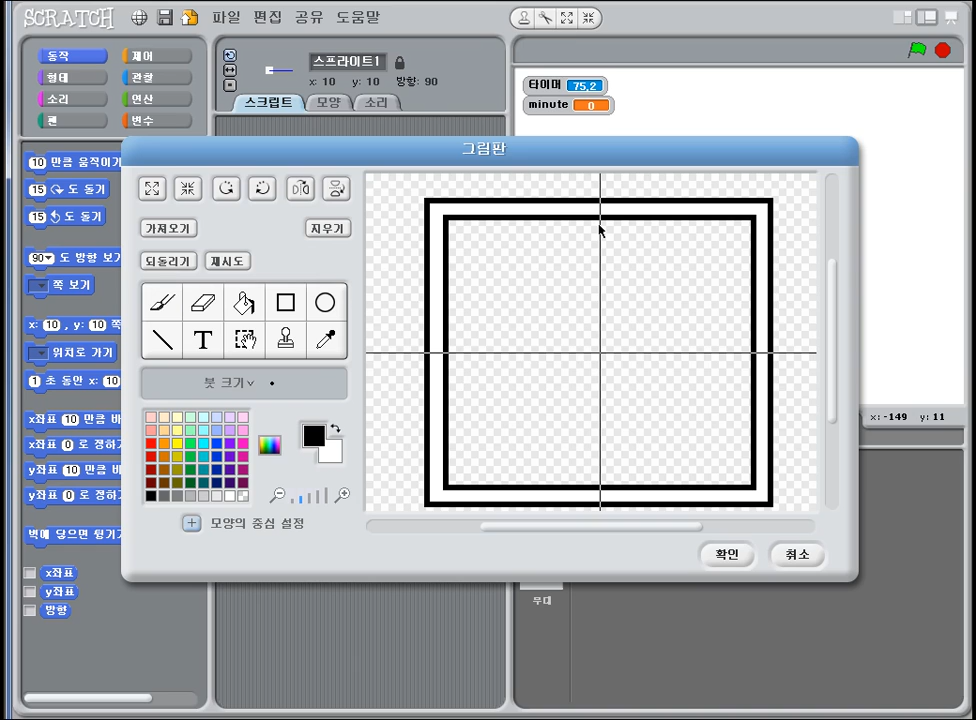 SCRATCH 파일 편집 공유 도움말
동작 제어
형태 관찰
소리 연산
펜 변수
스프라이트1
x: 10 y: 10 방향: 90
스크립트 모양 소리
타이머 75.2
minute 0
그림판
10 만큼 움직이기
15 도 돌기
15 도 돌기
90 도 방향 보기
쪽 보기
x: 10 , y: 10 쪽
위치로 가기
1 초 동안 x: 10
x좌표 10 만큼 바
x좌표 0 로 정하기
y좌표 10 만큼 바
y좌표 0 로 정하기
벽에 닿으면 튕기기
x좌표
y좌표
방향
가져오기 지우기
되돌리기 재시도
T
붓 크기
모양의 중심 설정
확인 취소
x: -149 y: 11
무대